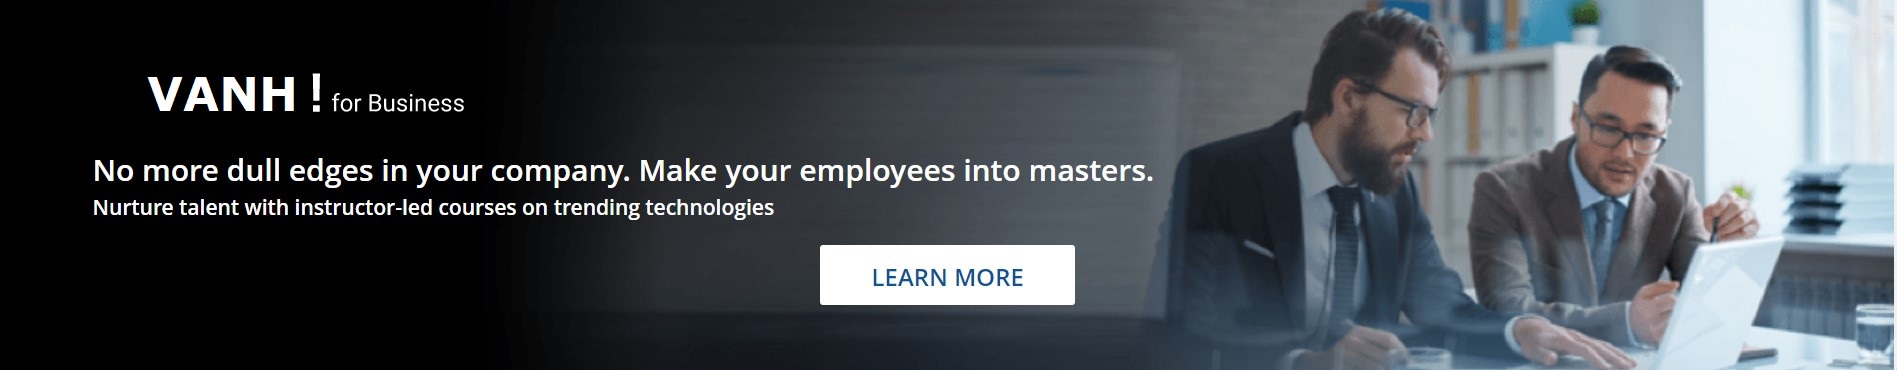 VANH ! for Business
No more dull edges in your company. Make your employees into masters.
Nurture talent with instructor-led courses on trending technologies
LEARN MORE